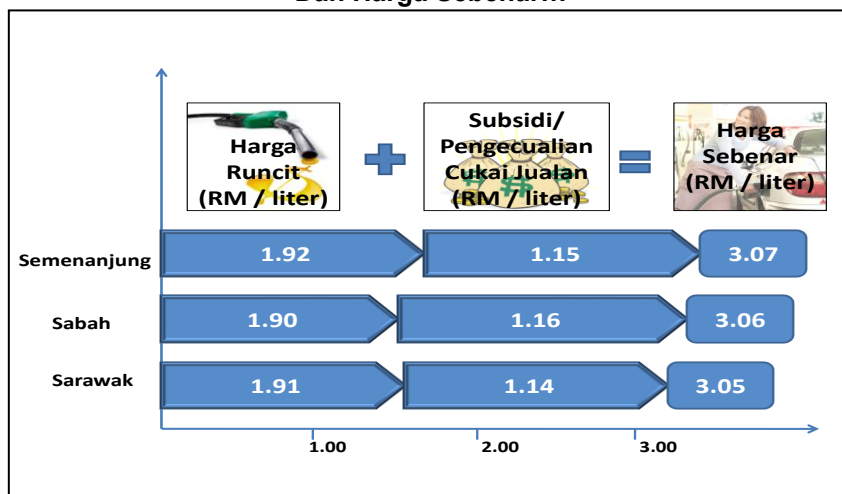 Harga
Runcit
(RM / liter)
+
Subsidi/
Pengecualian
Cukai Jualan
(RM / liter)
=
Harga
Sebenar
(RM / liter)
Semenanjung 1.92 1.15 3.07
Sabah 1.90 1.16 3.06
Sarawak 1.91 1.14 3.05
1.00 2.00 3.00